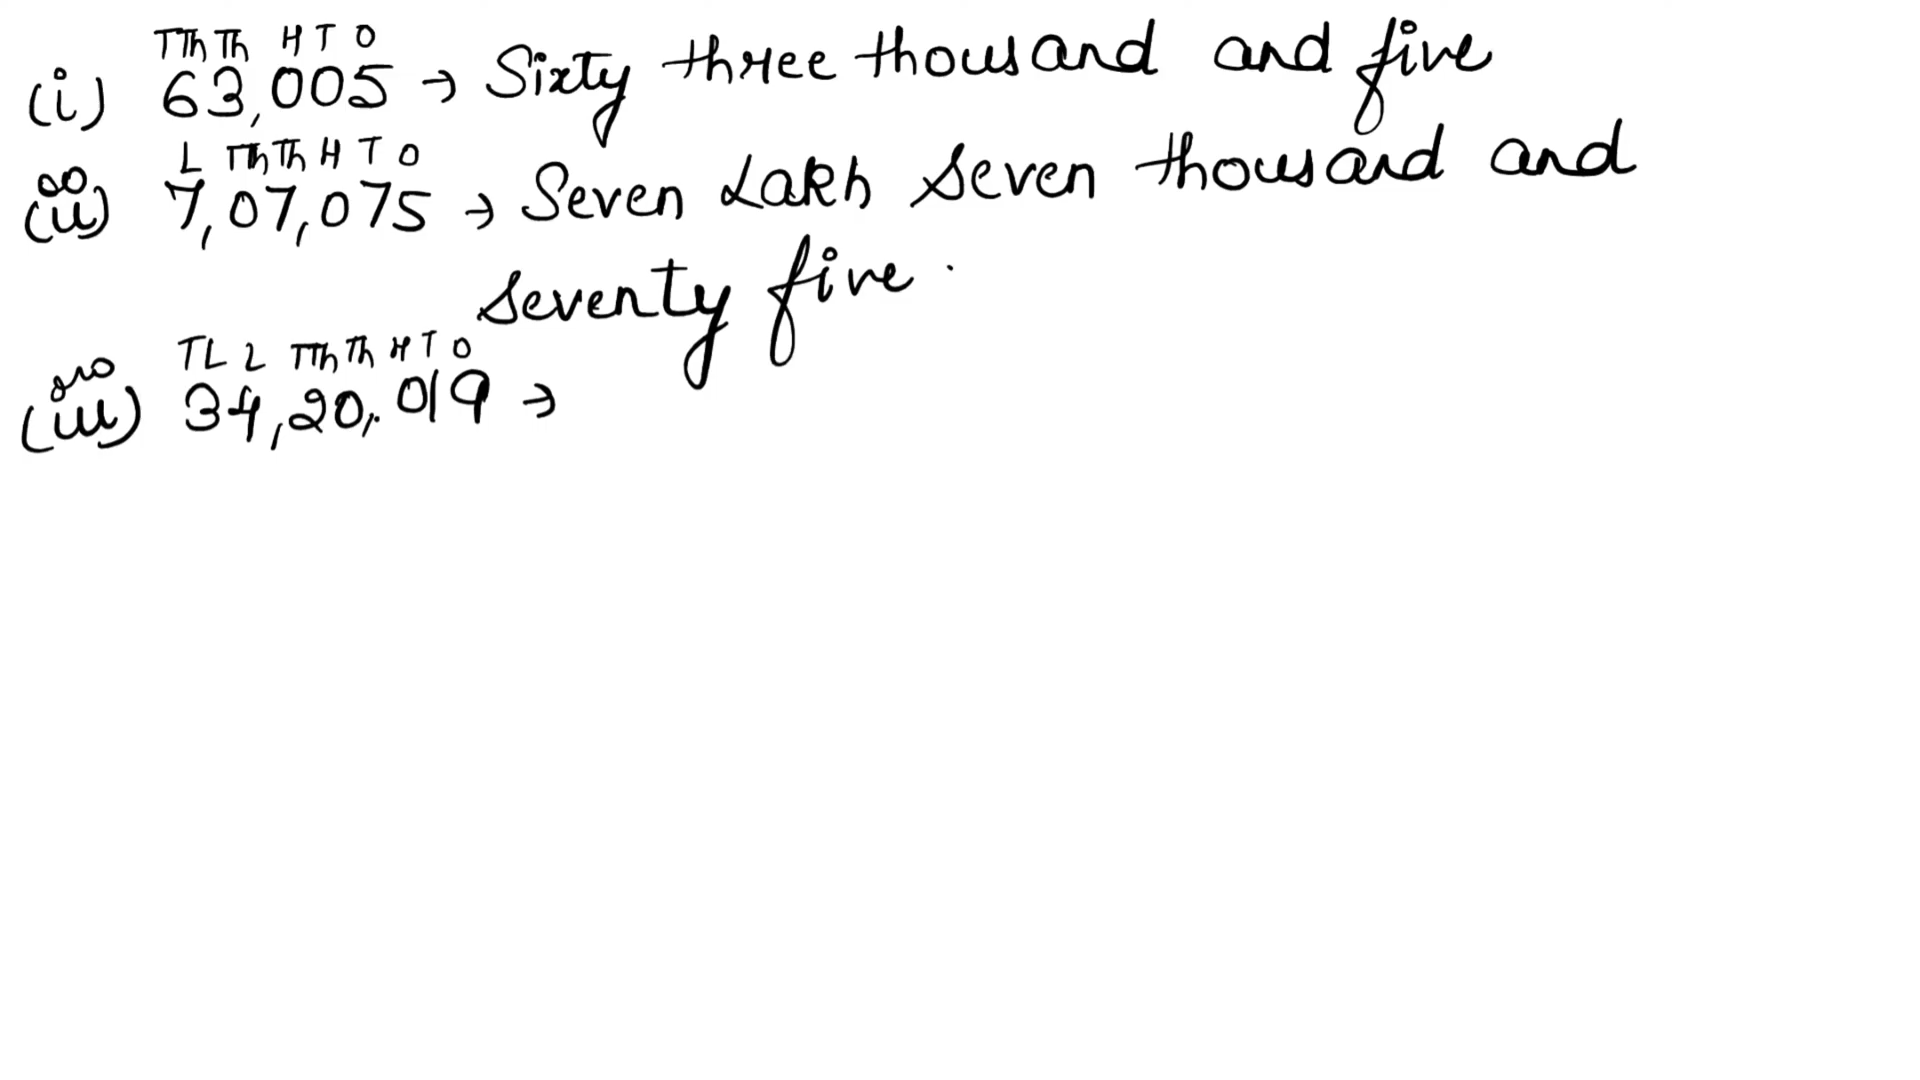 TTh Th H T O
(i) 63,005 → Sixty three thousand and five
L TTh Th H T O
(ii) 7,07,075 → Seven Lakh seven thousand and
seventy five.
TL L TTh Th H T O
(iii) 34,20,019 →